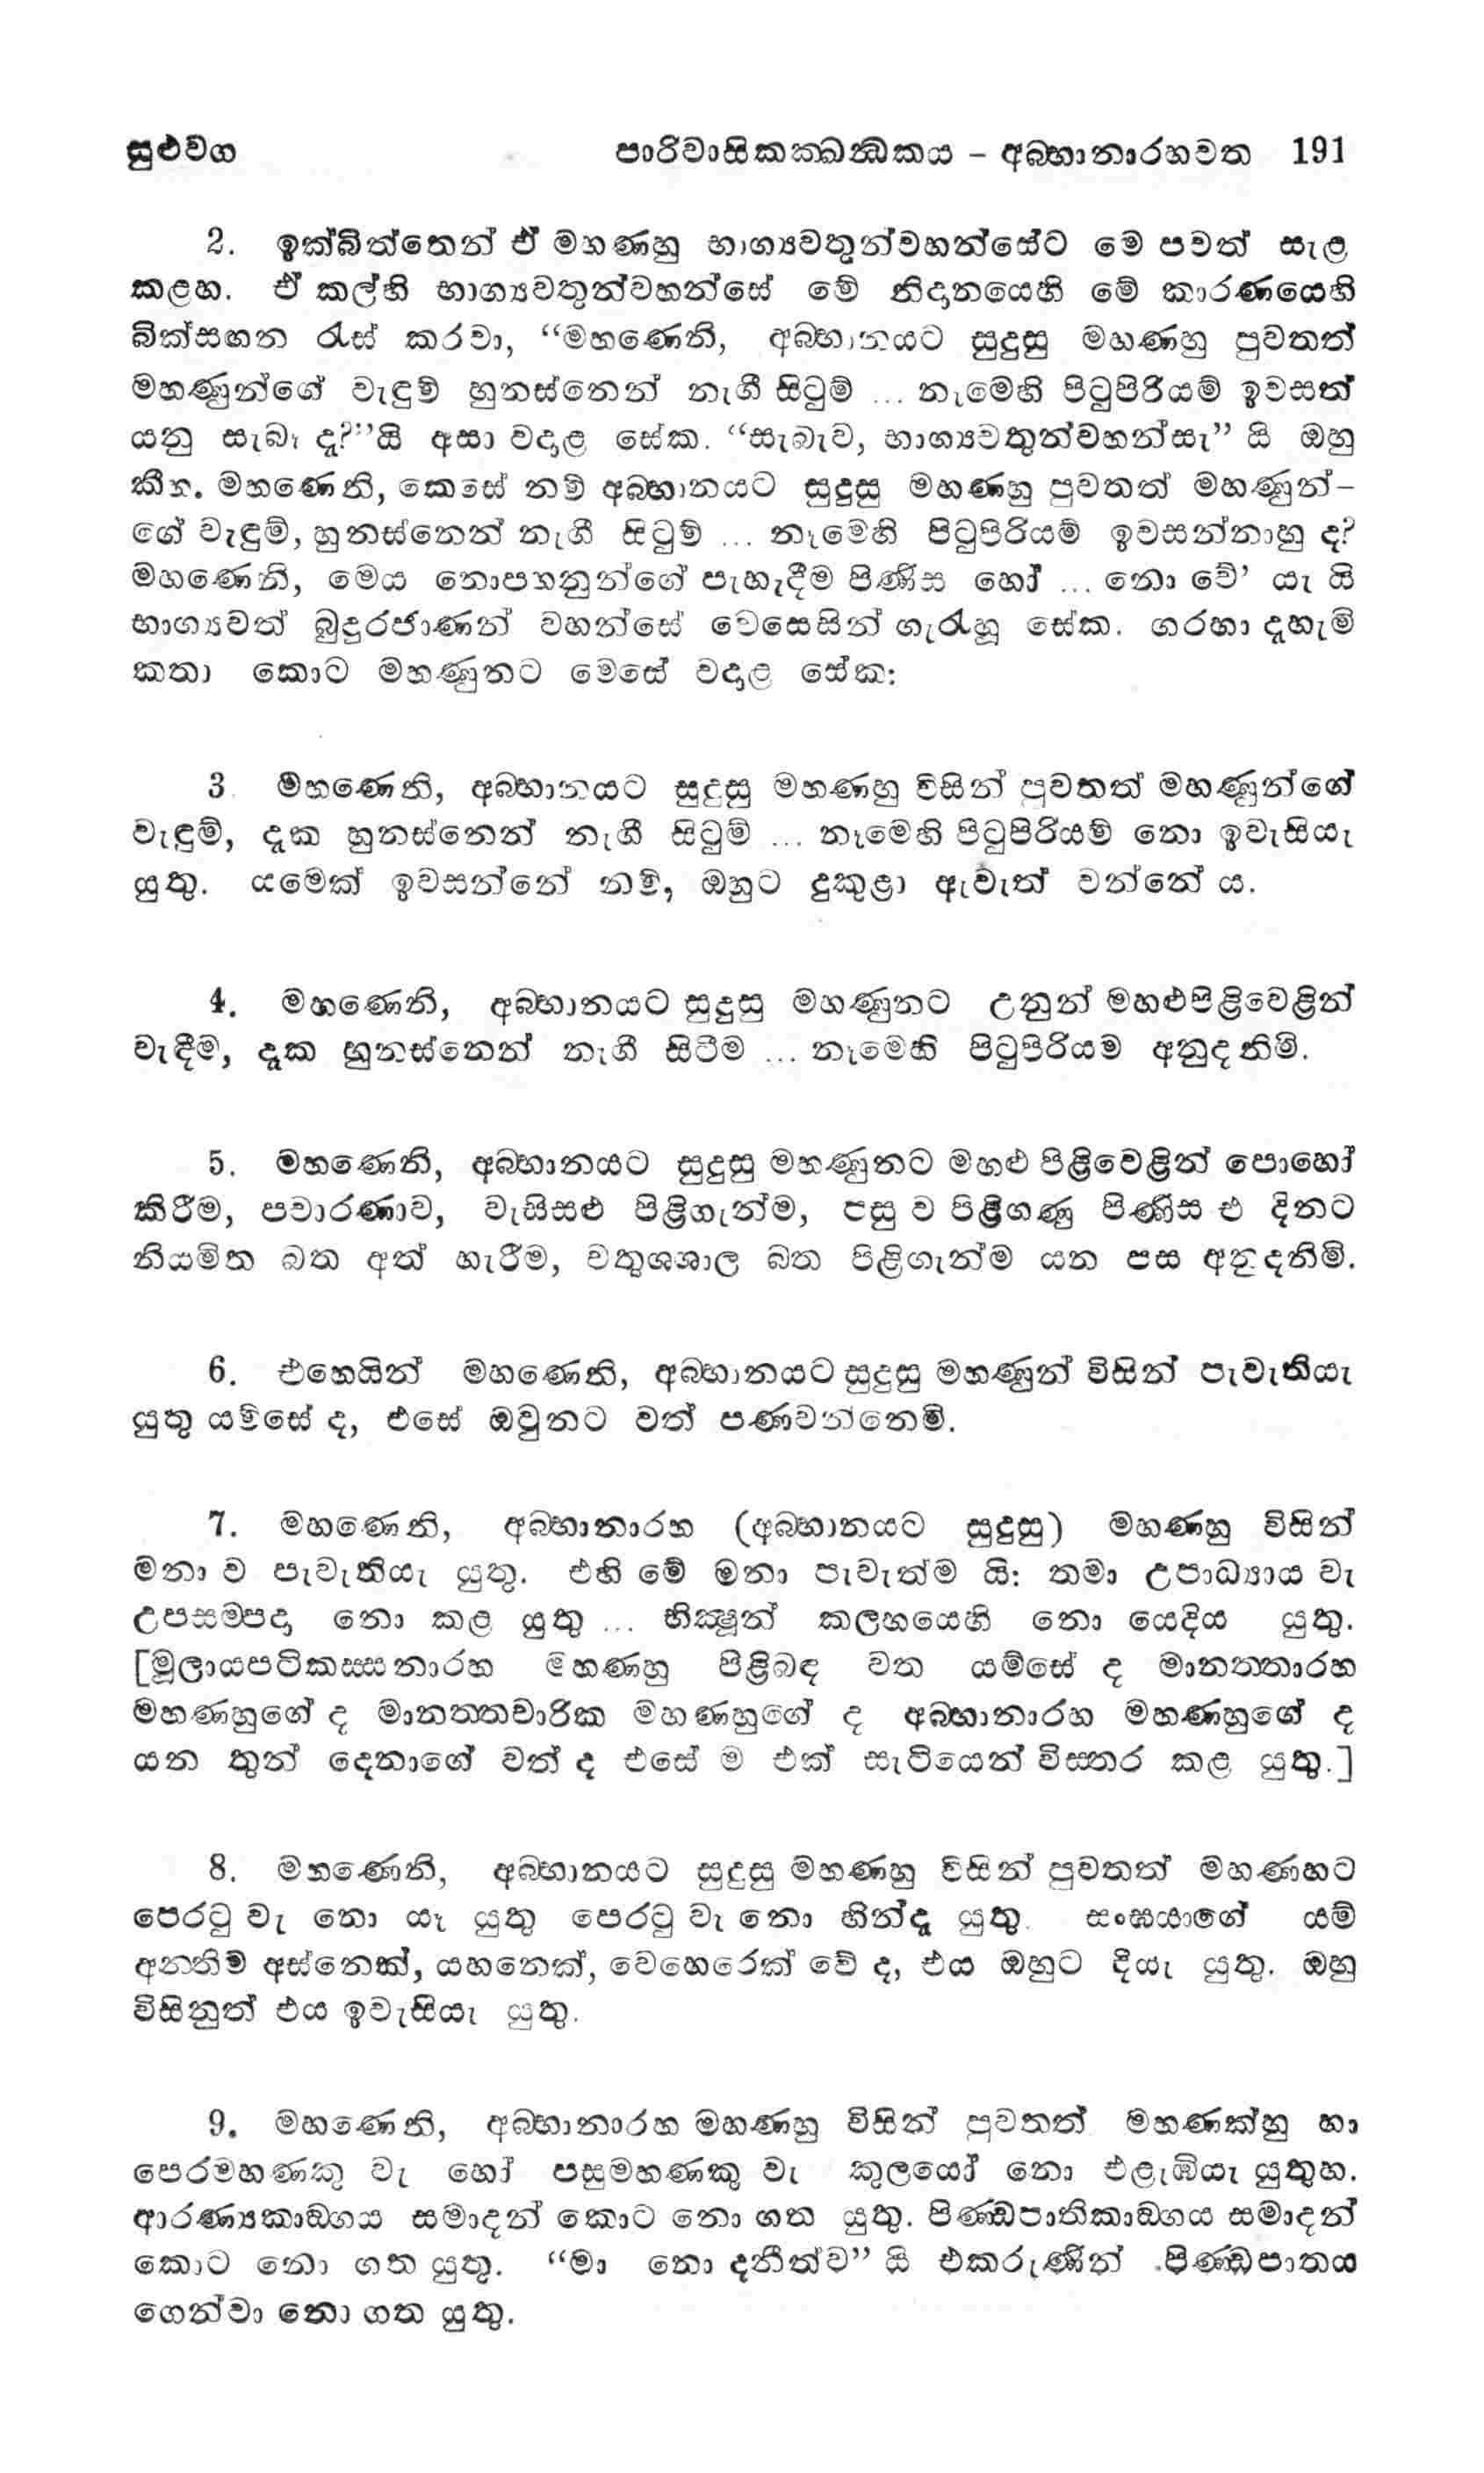 සුළුවග පාරිවාසිකක්ඛන්ධකය – අබ්භානාරහවත 191
2. ඉක්බිත්තෙන් ඒ මහණහු භාග්‍යවතුන්වහන්සේට මෙ පවත් සැළ
කළහ. ඒ කල්හි භාග්‍යවතුන්වහන්සේ මේ නිදානයෙහි මේ කාරණයෙහි
බික්සඟන රැස් කරවා, “මහණෙනි, අබ්භානයට සුදුසු මහණහු පුවතත්
මහණුන්ගේ වැඳුම් හුනස්නෙන් නැගී සිටුම් ... නෑමෙහි පිටුපිරියම් ඉවසත්
යනු සැබෑ දැ?”යි අසා වදාළ සේක. “සැබෑව, භාග්‍යවතුන්වහන්සැ” යි ඔහු
කීහ. මහණෙනි, කෙසේ නම් අබ්භානයට සුදුසු මහණහු පුවතත් මහණුන්-
ගේ වැඳුම්, හුනස්නෙන් නැගී සිටුම් ... නෑමෙහි පිටුපිරියම් ඉවසන්නාහු ද?
මහණෙනි, මෙය නොපහනුන්ගේ පැහැදීම පිණිස හෝ ... නො වේ’ යැ යි
භාග්‍යවත් බුදුරජාණන් වහන්සේ වෙසෙසින් ගැරැහූ සේක. ගරහා දැහැමි
කතා කොට මහණුනට මෙසේ වදාළ සේක:
3. මහණෙනි, අබ්භානයට සුදුසු මහණහු විසින් පුවතත් මහණුන්ගේ
වැඳුම්, දැක හුනස්නෙන් නැගී සිටුම් ... නෑමෙහි පිටුපිරියම් නො ඉවැසියැ
යුතු. යමෙක් ඉවසන්නේ නම්, ඔහුට දුකුළා ඇවැත් වන්නේ ය.
4. මහණෙනි, අබ්භානයට සුදුසු මහණුනට උනුන් මහළුපිළිවෙළින්
වැඳීම, දැක හුනස්නෙන් නැගී සිටීම ... නෑමෙහි පිටුපිරියම අනුදනිමි.
5. මහණෙනි, අබ්භානයට සුදුසු මහණුනට මහළු පිළිවෙළින් පොහෝ
කිරීම, පවාරණාව, වැසිසළු පිළිගැන්ම, පසු ව පිළිගණු පිණිස එ දිනට
නියමිත බත අත් හැරීම, චතුශශාල බත පිළිගැන්ම යන පස අනුදනිමි.
6. එහෙයින් මහණෙනි, අබ්භානයට සුදුසු මහණුන් විසින් පැවැතියැ
යුතු යම්සේ ද, එසේ ඔවුනට වත් පණවන්නෙමි.
7. මහණෙනි, අබ්භානාරහ (අබ්භානයට සුදුසු) මහණහු විසින්
මනා ව පැවැතියැ යුතු. එහි මේ මනා පැවැත්ම යි: තමා උපාධ්‍යාය වැ
උපසම්පදා නො කළ යුතු ... භික්ෂූන් කලහයෙහි නො යෙදිය යුතු.
[මූලායපටිකස්සනාරහ මහණහු පිළිබඳ වත යම්සේ ද මානත්තාරහ
මහණහුගේ ද මානත්තචාරික මහණහුගේ ද අබ්භානාරහ මහණහුගේ ද
යන තුන් දෙනාගේ වත් ද එසේ ම එක් සැටියෙන් විස්තර කළ යුතු.]
8. මහණෙනි, අබ්භානයට සුදුසු මහණහු විසින් පුවතත් මහණහට
පෙරටු වැ නො යෑ යුතු පෙරටු වැ නො හින්දැ යුතු. සංඝයාගේ යම්
අන්තිම අස්නෙක්, යහනෙක්, වෙහෙරෙක් වේ ද, එය ඔහුට දියැ යුතු. ඔහු
විසිනුත් එය ඉවැසියැ යුතු.
9. මහණෙනි, අබ්භානාරහ මහණහු විසින් පුවතත් මහණක්හු හා
පෙරමහණකු වැ හෝ පසුමහණකු වැ කුලයෝ නො එළැඹියැ යුතුහ.
ආරණ්‍යකාඞ්ගය සමාදන් කොට නො ගත යුතු. පිණ්ඩපාතිකාඞ්ගය සමාදන්
කොට නො ගත යුතු. “මා නො දනිත්ව” යි එකරුණින් පිණ්ඩපාතය
ගෙන්වා නො ගත යුතු.